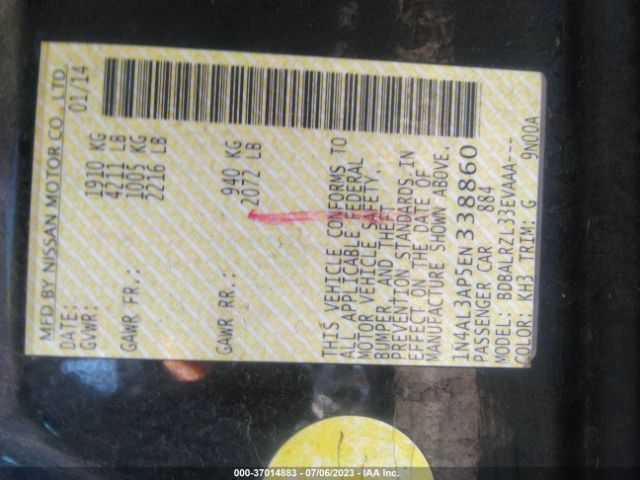 MFD BY NISSAN MOTOR CO., LTD
DATE: 01/14
GVWR: 1910 KG
4211 LB
GAWR FR.: 1005 KG
2216 LB
GAWR RR.: 940 KG
2072 LB
THIS VEHICLE CONFORMS TO
ALL APPLICABLE FEDERAL
MOTOR VEHICLE SAFETY,
BUMPER AND THEFT
PREVENTION STANDARDS IN
EFFECT ON THE DATE OF
MANUFACTURE SHOWN ABOVE.
1N4AL3AP5EN338860
PASSENGER CAR 884
MODEL: BDBALRZL33EVAAA---
COLOR: KH3 TRIM: G 9N00A
000-37014883 - 07/06/2023 - IAA Inc.